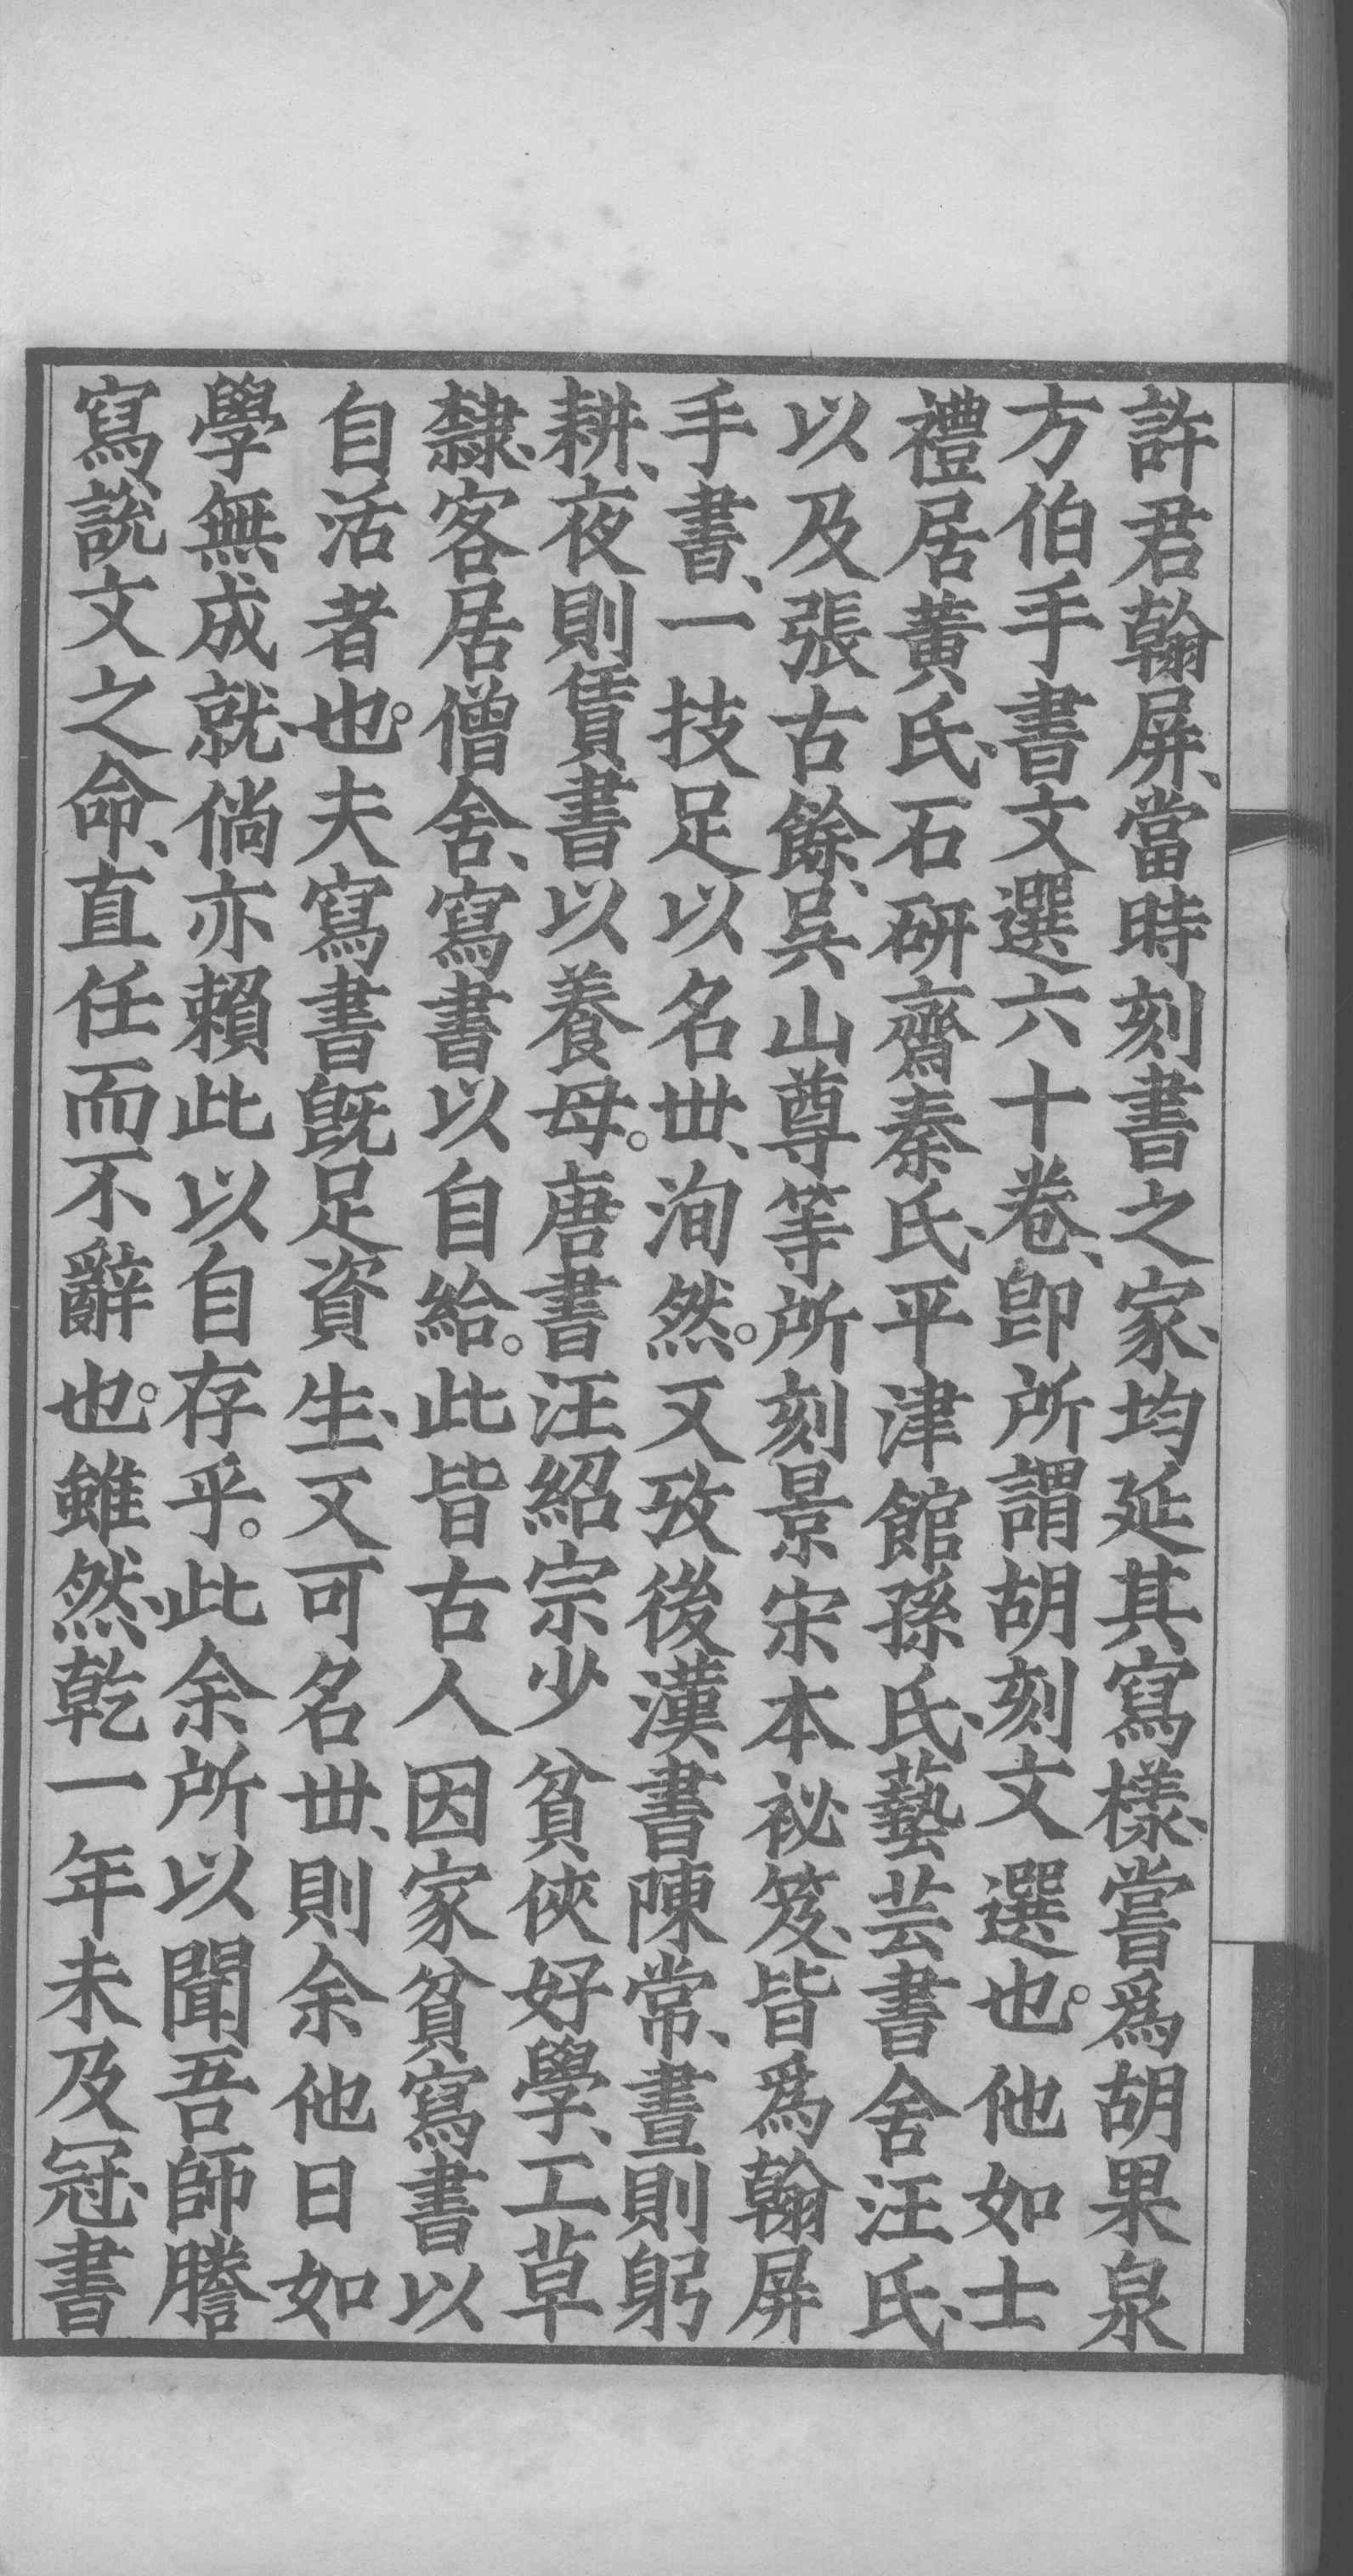 許君翰屏、當時刻書之家、均延其寫樣、嘗爲胡果泉
方伯手書文選六十卷、卽所謂胡刻文選也。他如士
禮居黃氏、石研齋秦氏、平津館孫氏、藝芸書舍汪氏、
以及張古餘、吳山尊等所刻景宋本祕笈、皆爲翰屏
手書、一技足以名世、洵然。又攷後漢書陳常、晝則躬
耕、夜則賃書以養母。唐書汪紹宗少貧俠好學、工草
隸、客居僧舍、寫書以自給。此皆古人因家貧寫書以
自活者也。夫寫書旣足資生、又可名世、則余他日如
學無成就、倘亦賴此以自存乎。此余所以聞吾師謄
寫說文之命、直任而不辭也。雖然、乾一年未及冠、書